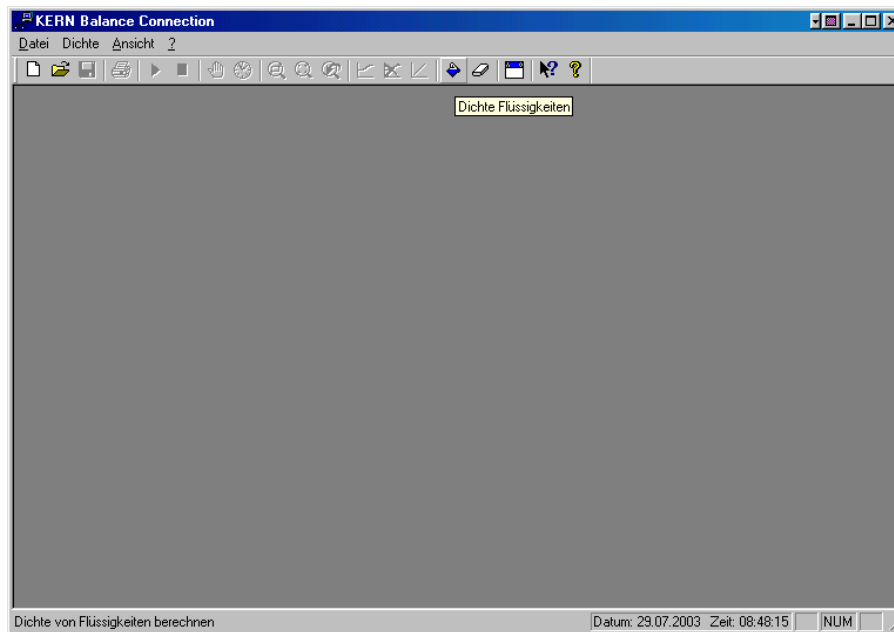 KERN Balance Connection
Datei Dichte Ansicht ?
Dichte Flüssigkeiten
Dichte von Flüssigkeiten berechnen Datum: 29.07.2003 Zeit: 08:48:15 NUM